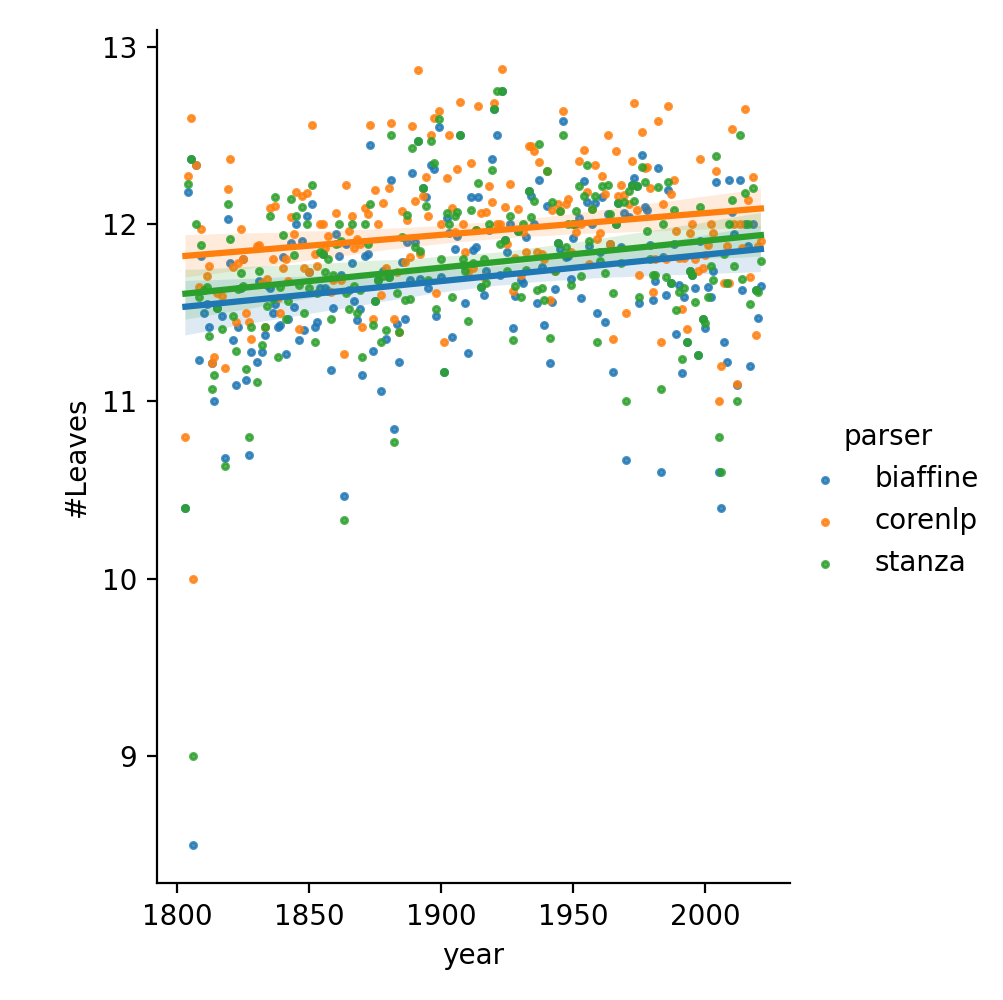 13
12
11
10
9
#Leaves
1800 1850 1900 1950 2000
year
parser
biaffine
corenlp
stanza